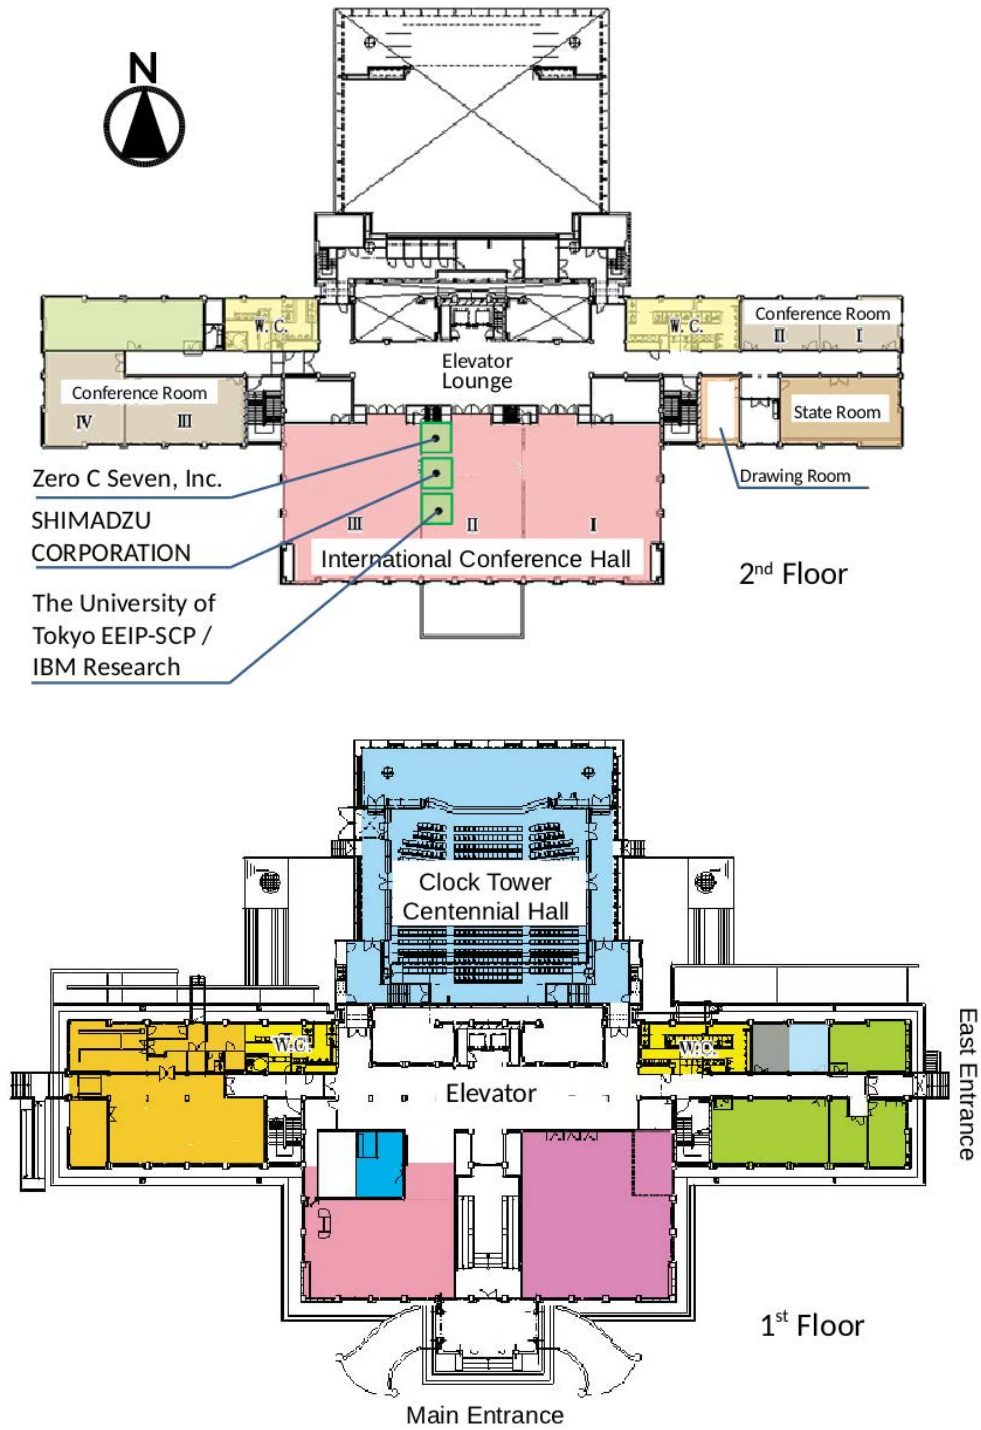 N
W.C.
W.C.
Conference Room
II
I
Elevator
Lounge
Conference Room
IV
III
State Room
Drawing Room
Zero C Seven, Inc.
SHIMADZU
CORPORATION
III
II
I
International Conference Hall
2nd Floor
The University of
Tokyo EEIP-SCP /
IBM Research
Clock Tower
Centennial Hall
W.C.
W.C.
Elevator
East Entrance
1st Floor
Main Entrance